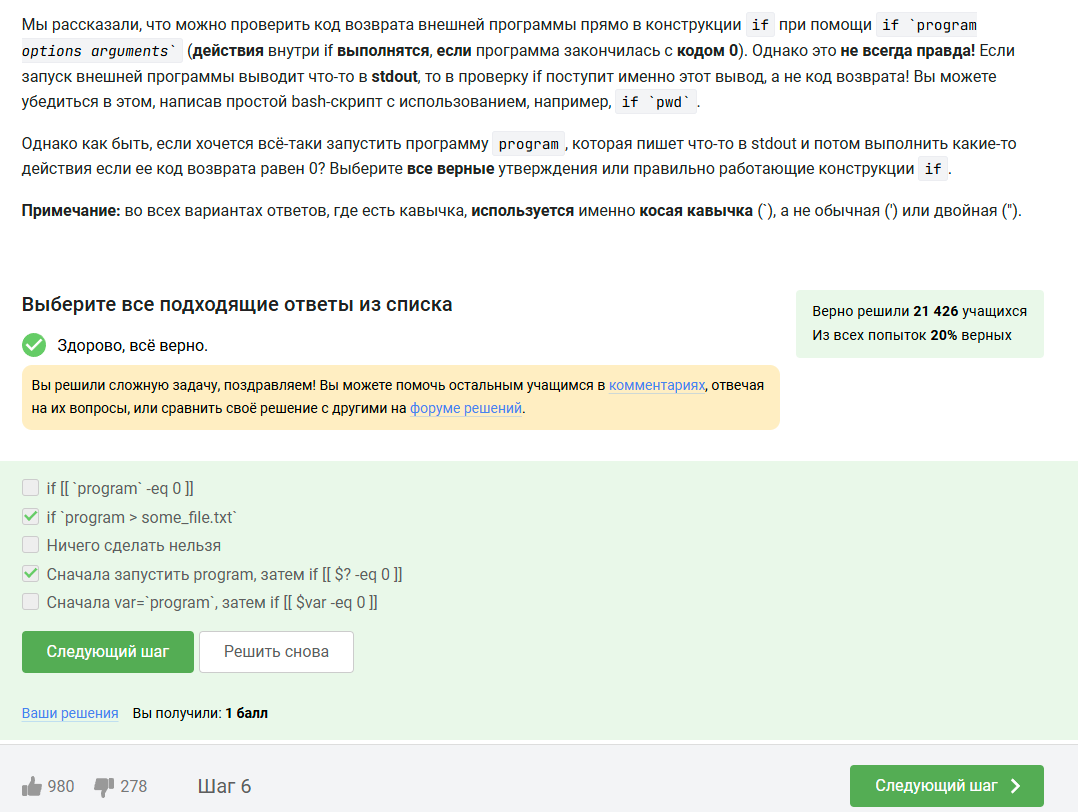 Мы рассказали, что можно проверить код возврата внешней программы прямо в конструкции if при помощи if `program
options arguments` (действия внутри if выполнятся, если программа закончилась с кодом 0). Однако это не всегда правда! Если
запуск внешней программы выводит что-то в stdout, то в проверку if поступит именно этот вывод, а не код возврата! Вы можете
убедиться в этом, написав простой bash-скрипт с использованием, например, if `pwd`.
Однако как быть, если хочется всё-таки запустить программу program, которая пишет что-то в stdout и потом выполнить какие-то
действия если ее код возврата равен 0? Выберите все верные утверждения или правильно работающие конструкции if.
Примечание: во всех вариантах ответов, где есть кавычка, используется именно косая кавычка (`), а не обычная (') или двойная (").
Выберите все подходящие ответы из списка
Верно решили 21 426 учащихся
Из всех попыток 20% верных
Здорово, всё верно.
Вы решили сложную задачу, поздравляем! Вы можете помочь остальным учащимся в комментариях, отвечая
на их вопросы, или сравнить своё решение с другими на форуме решений.
if [[ `program` -eq 0 ]]
if `program > some_file.txt`
Ничего сделать нельзя
Сначала запустить program, затем if [[ $? -eq 0 ]]
Сначала var=`program`, затем if [[ $var -eq 0 ]]
Следующий шаг
Решить снова
Ваши решения Вы получили: 1 балл
980 278 Шаг 6
Следующий шаг